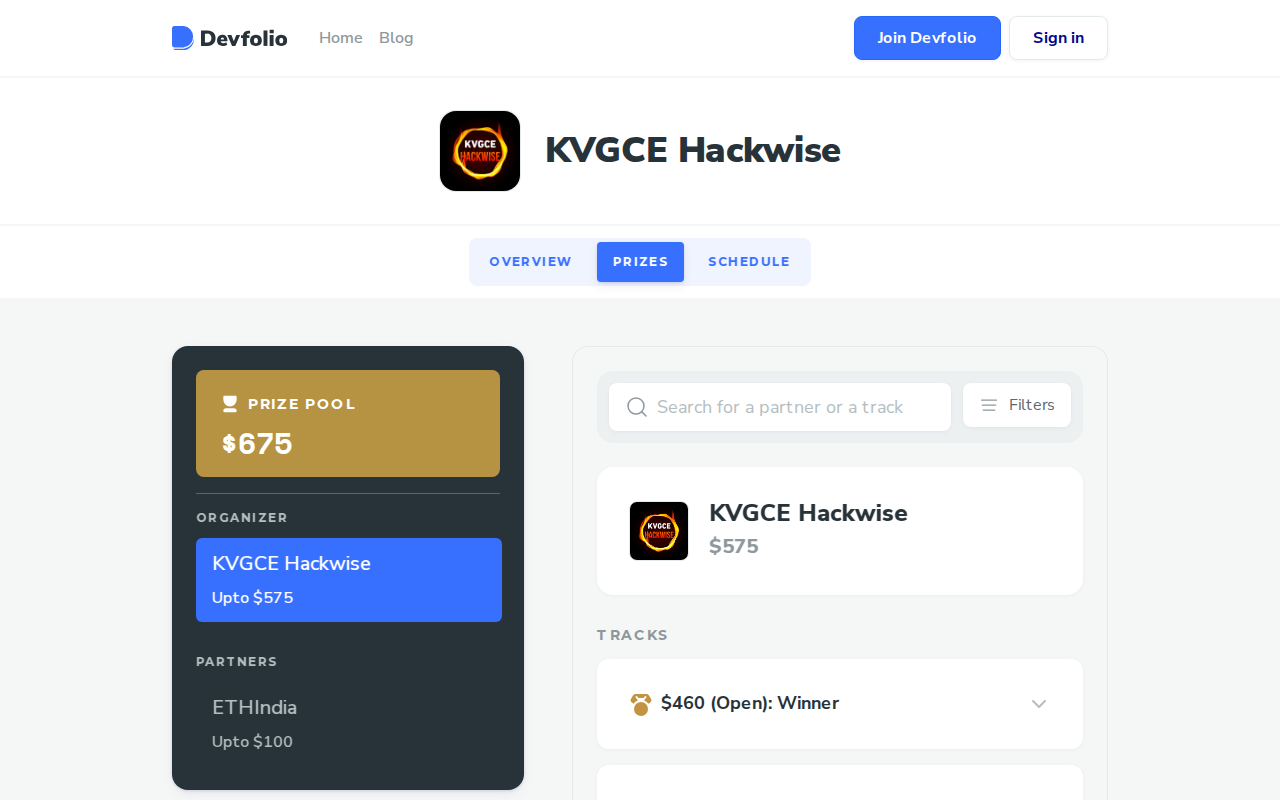 Devfolio
Home
Blog
Join Devfolio
Sign in
KVGCE
HACKWISE
KVGCE Hackwise
OVERVIEW
PRIZES
SCHEDULE
PRIZE POOL
$675
ORGANIZER
KVGCE Hackwise
Upto $575
PARTNERS
ETHIndia
Upto $100
Search for a partner or a track
Filters
KVGCE
HACKWISE
KVGCE Hackwise
$575
TRACKS
$460 (Open): Winner